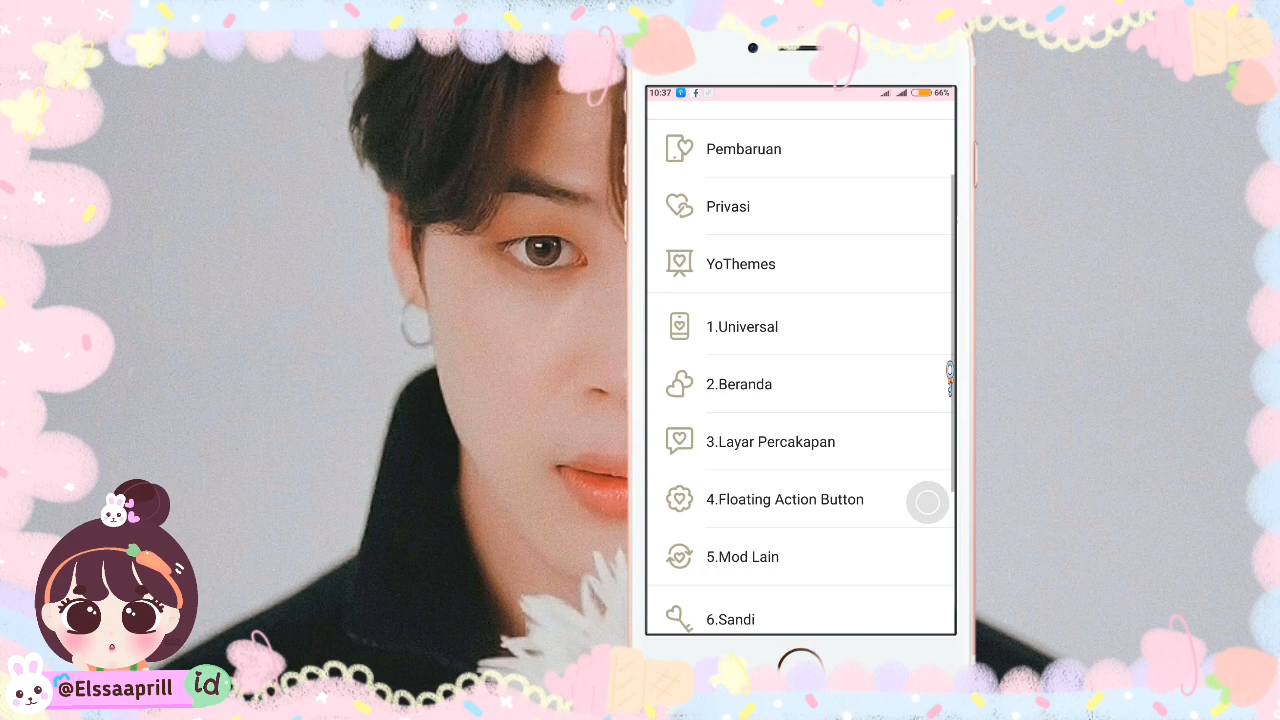 10:37
66%
Pembaruan
Privasi
YoThemes
1.Universal
2.Beranda
3.Layar Percakapan
4.Floating Action Button
5.Mod Lain
6.Sandi
@Elssaaprill id